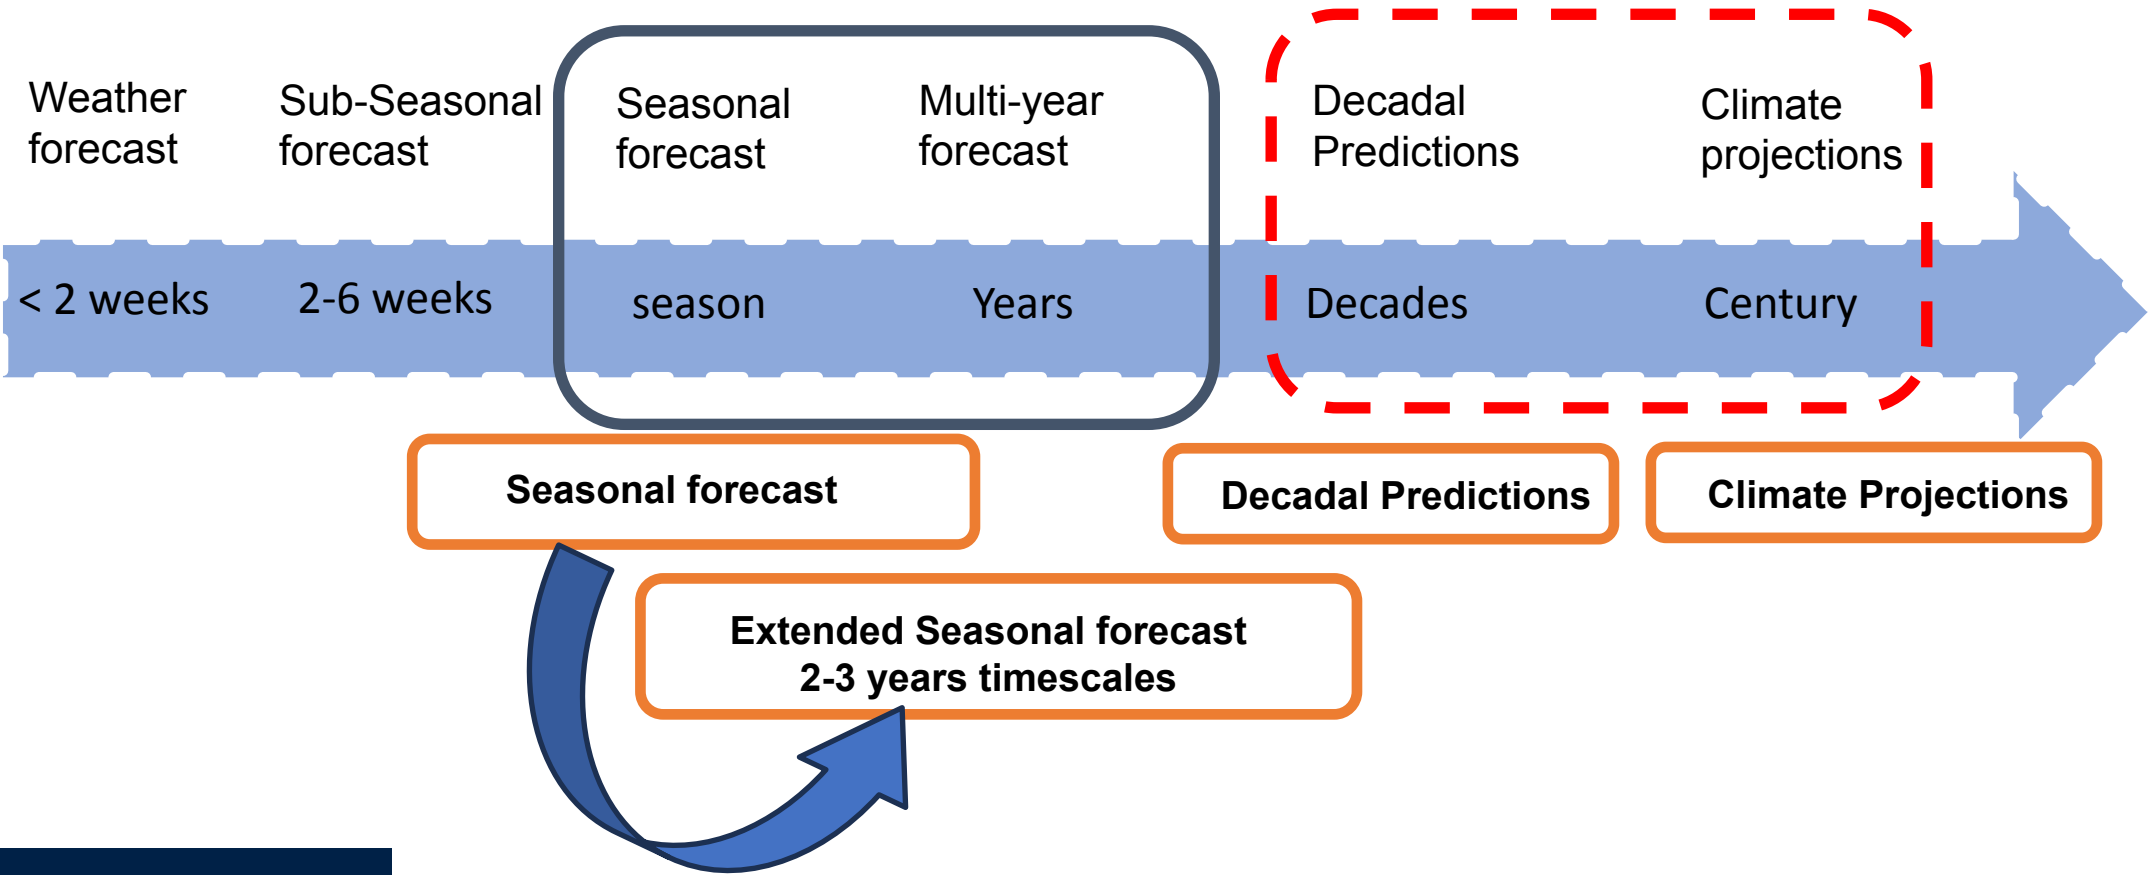 Weather
forecast
Sub-Seasonal
forecast
Seasonal
forecast
Multi-year
forecast
Decadal
Predictions
Climate
projections
< 2 weeks
2-6 weeks
season
Years
Decades
Century
Seasonal forecast
Decadal Predictions
Climate Projections
Extended Seasonal forecast
2-3 years timescales